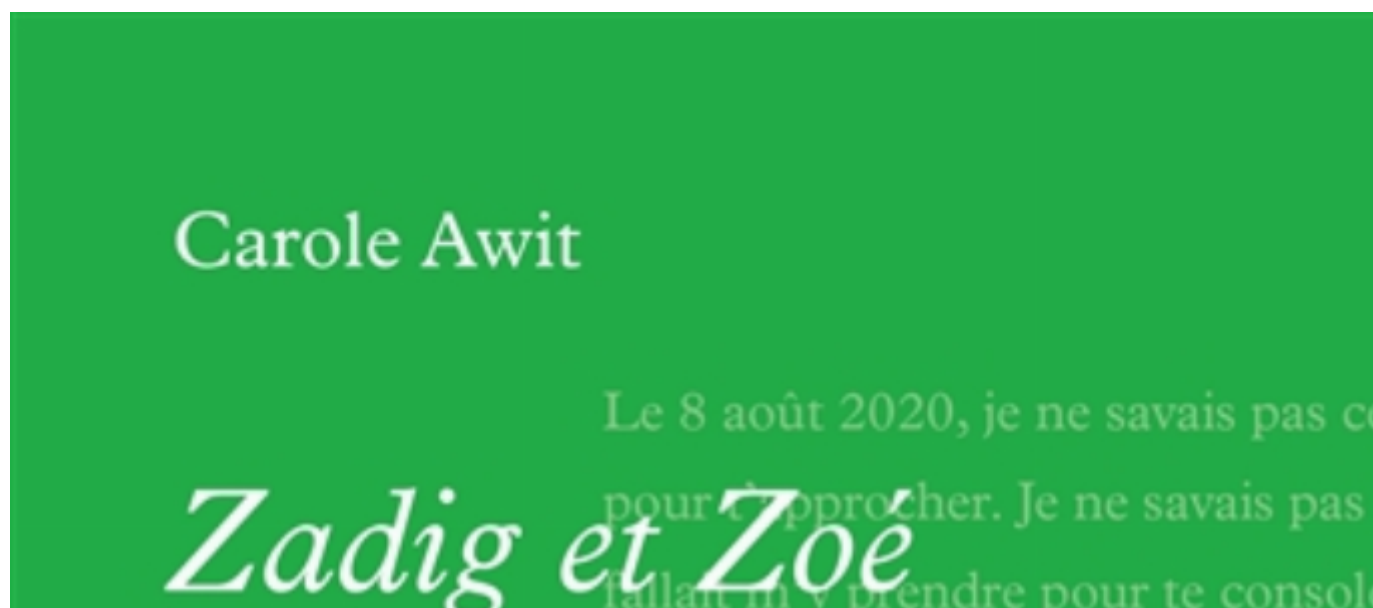 Carole Awit
Le 8 août 2020, je ne savais pas
pour t'approcher. Je ne savais pas
Zadig et Zoé
prendre pour te